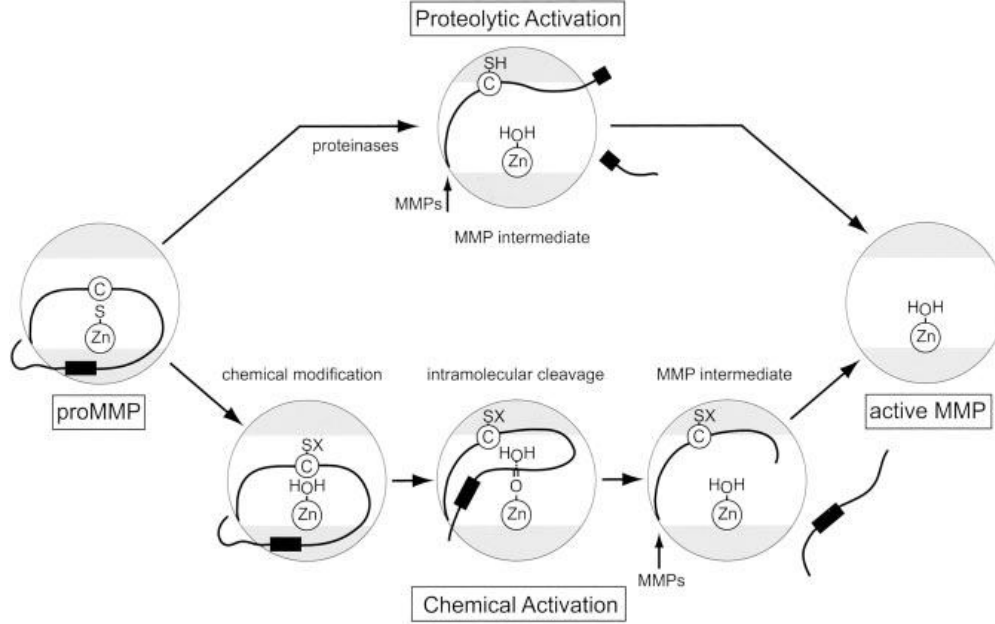 Proteolytic Activation
SH
C
HOH
Zn
proteinases
MMPs
MMP intermediate
C
S
Zn
proMMP
HOH
Zn
active MMP
chemical modification
intramolecular cleavage
MMP intermediate
SX
C
HOH
Zn
SX
C
HOH
O
Zn
SX
C
HOH
Zn
MMPs
Chemical Activation